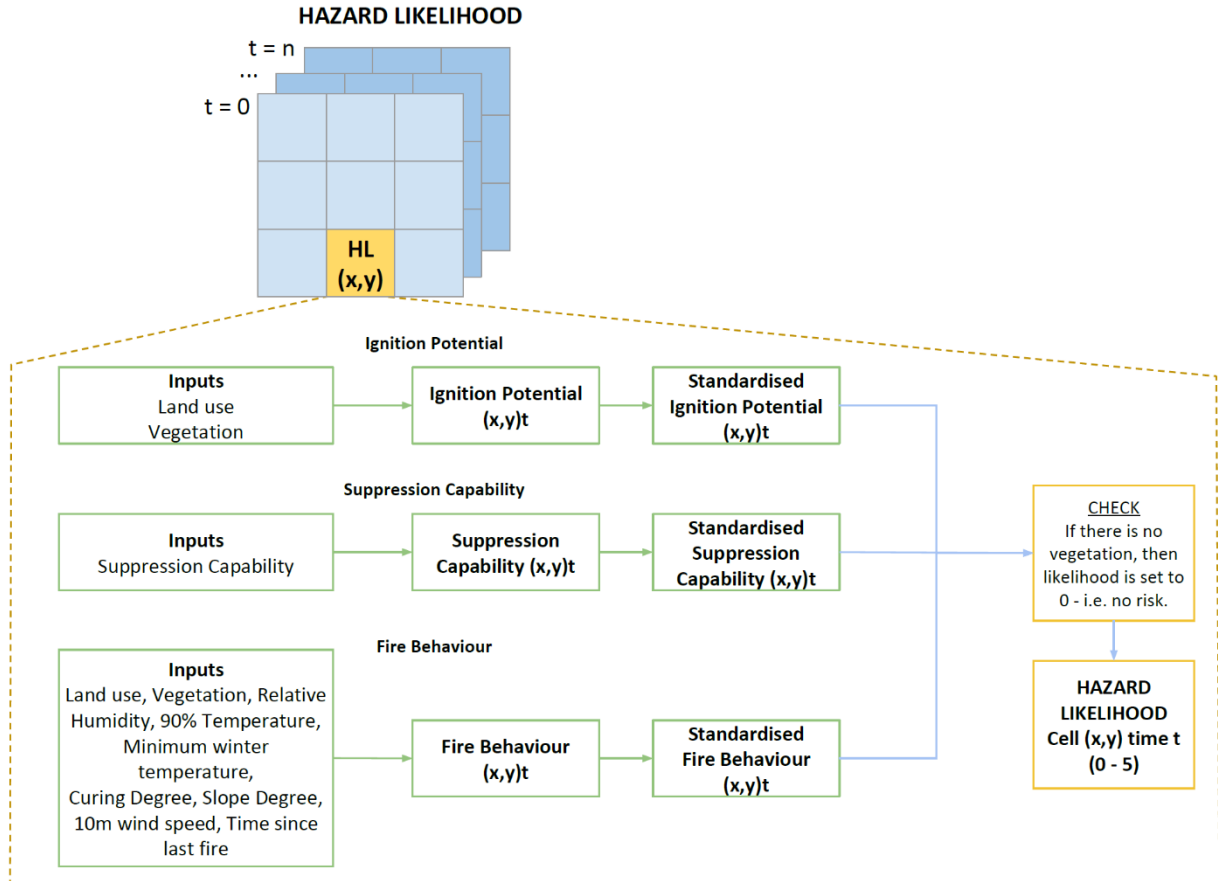 HAZARD LIKELIHOOD
t = n
...
t = 0
HL
(x,y)
Ignition Potential
Inputs
Land use
Vegetation
Ignition Potential
(x,y)t
Standardised
Ignition Potential
(x,y)t
Suppression Capability
Inputs
Suppression Capability
Suppression
Capability (x,y)t
Standardised
Suppression
Capability (x,y)t
CHECK
If there is no
vegetation, then
likelihood is set to
0 - i.e. no risk.
Fire Behaviour
Inputs
Land use, Vegetation, Relative
Humidity, 90% Temperature,
Minimum winter
temperature,
Curing Degree, Slope Degree,
10m wind speed, Time since
last fire
Fire Behaviour
(x,y)t
Standardised
Fire Behaviour
(x,y)t
HAZARD
LIKELIHOOD
Cell (x,y) time t
(0 - 5)